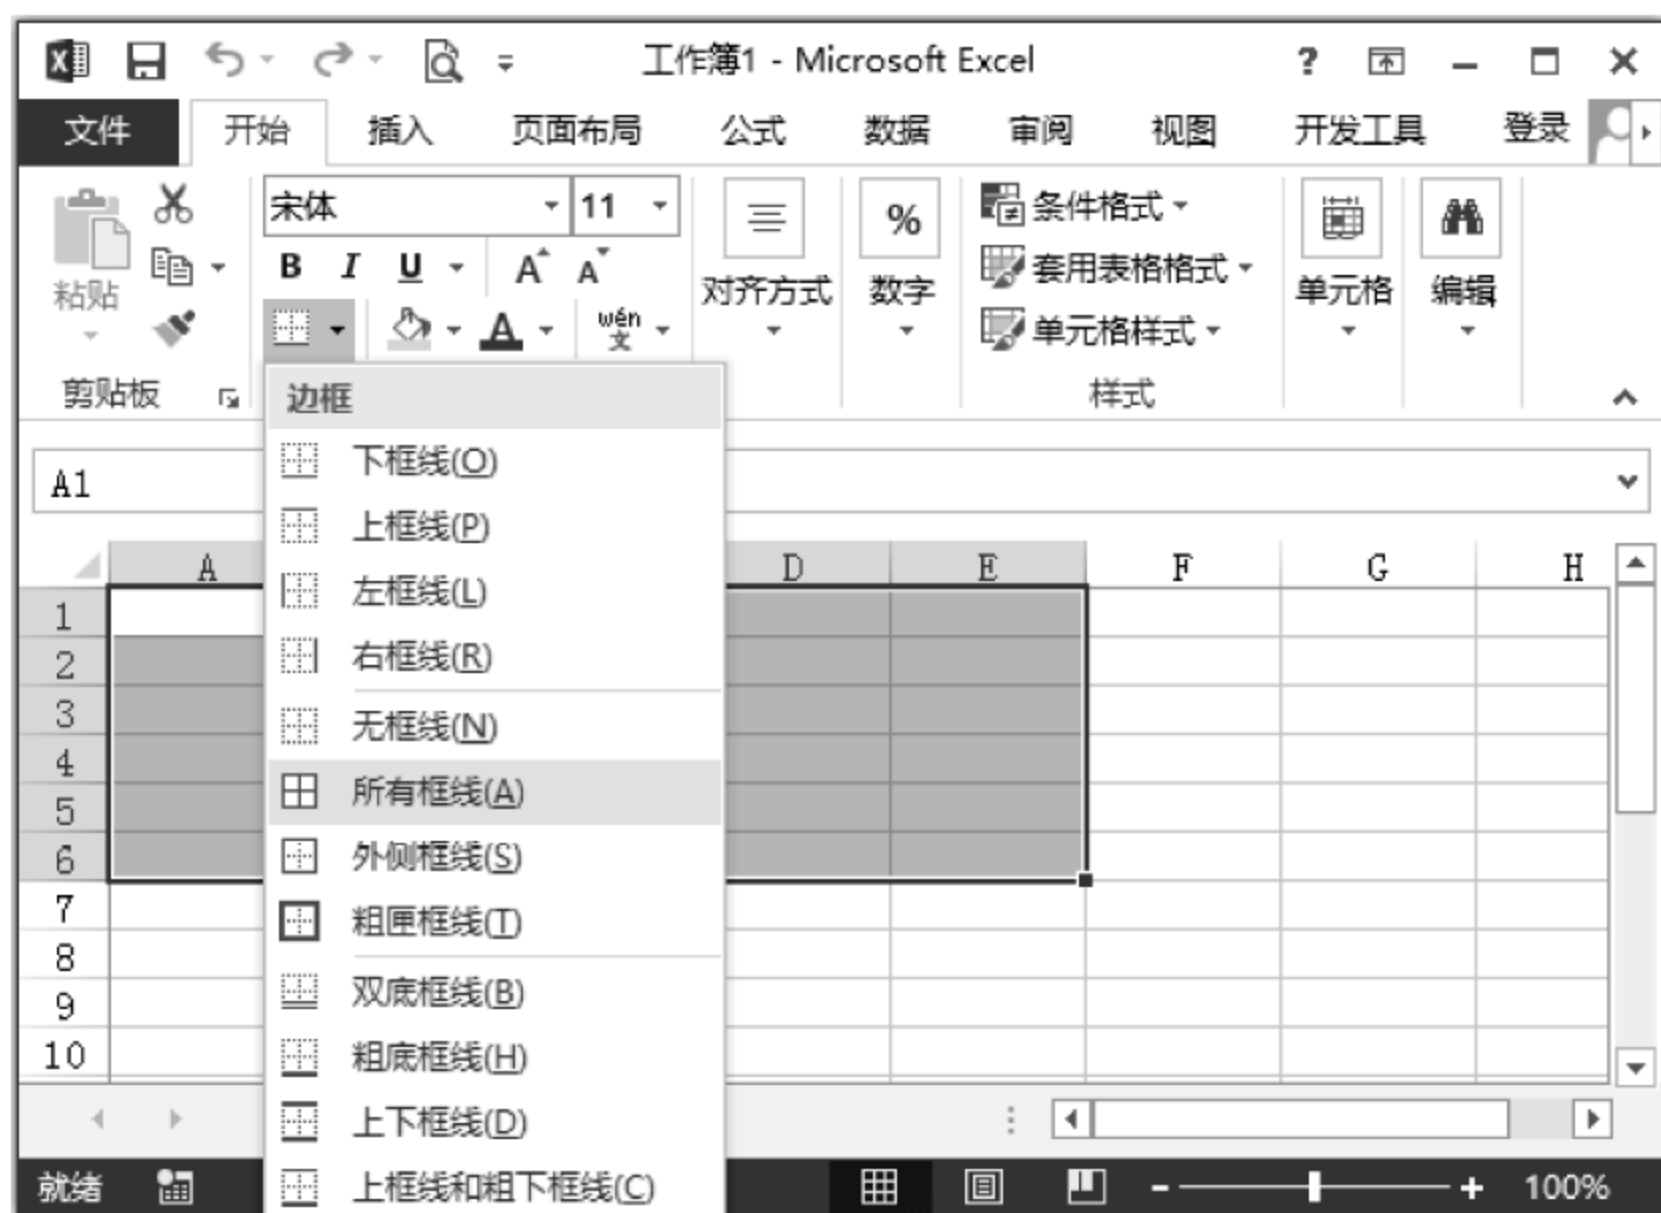 工作簿1 - Microsoft Excel
文件 开始 插入 页面布局 公式 数据 审阅 视图 开发工具 登录
宋体 11
条件格式
B I U A A
% 
套用表格格式
粘贴 对齐方式 数字 单元格 编辑
wén
文
A
单元格样式
剪贴板 样式
边框
下框线(O)
A1
上框线(P)
A D E F G H
左框线(L)
右框线(R)
无框线(N)
所有框线(A)
外侧框线(S)
粗匣框线(T)
双底框线(B)
粗底框线(H)
上下框线(D)
上框线和粗下框线(C)
1
2
3
4
5
6
7
8
9
10
就绪 100%